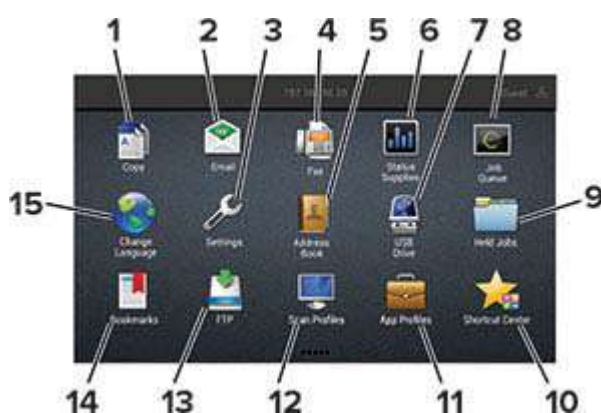 1 2 3 4 5 6 7 8
Copy
Email
Fax
Status
Supplies
Job
Queue
15
9
Change
Language
Settings
Address
Book
USB
Drive
Held Jobs
Bookmarks
FTP
Scan Profiles
App Profiles
Shortcut Center
14 13 12 11 10